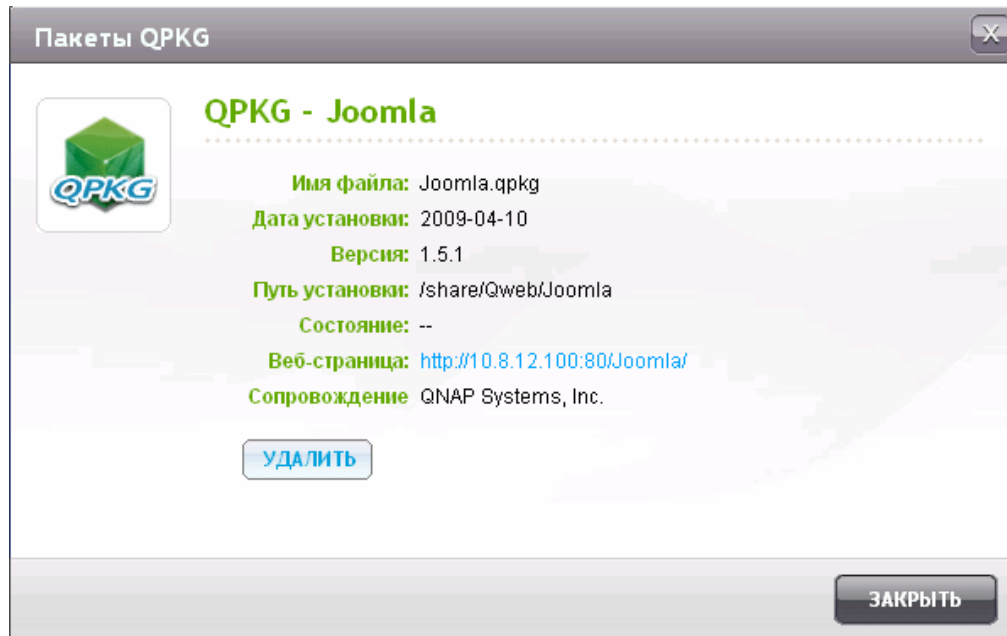 Пакеты QPKG
X
QPKG
QPKG - Joomla
Имя файла: Joomla.qpkg
Дата установки: 2009-04-10
Версия: 1.5.1
Путь установки: /share/Qweb/Joomla
Состояние: --
Веб-страница: http://10.8.12.100:80/Joomla/
Сопровождение QNAP Systems, Inc.
УДАЛИТЬ
ЗАКРЫТЬ